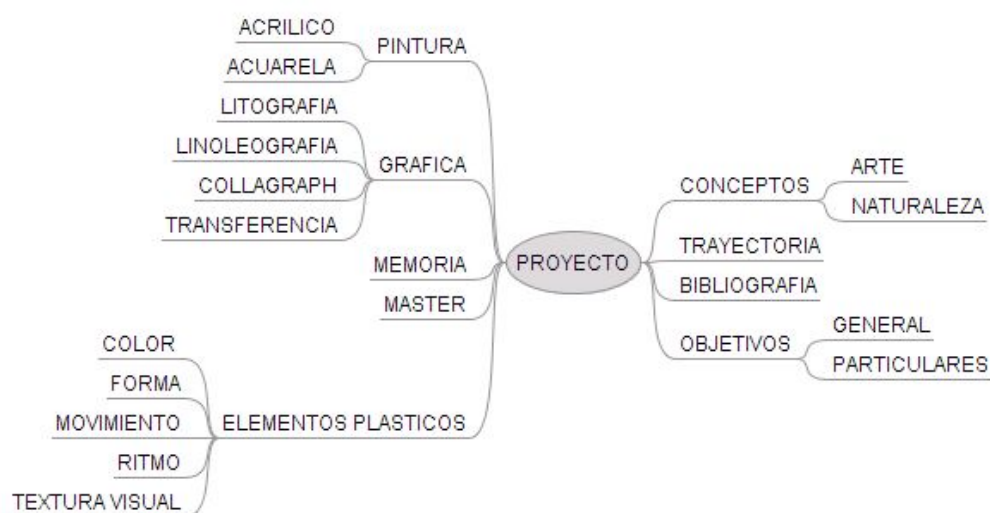 ACRILICO
PINTURA
ACUARELA
LITOGRAFIA
LINOLEOGRAFIA
GRAFICA
COLLAGRAPH
TRANSFERENCIA
MEMORIA
MASTER
COLOR
FORMA
MOVIMIENTO
ELEMENTOS PLASTICOS
RITMO
TEXTURA VISUAL
PROYECTO
CONCEPTOS
ARTE
NATURALEZA
TRAYECTORIA
BIBLIOGRAFIA
OBJETIVOS
GENERAL
PARTICULARES